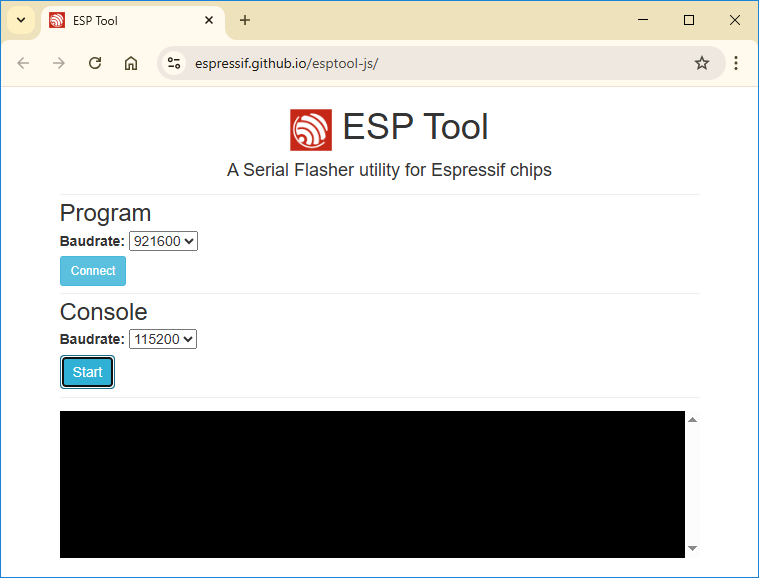 ESP Tool
espressif.github.io/esptool-js/
ESP Tool
A Serial Flasher utility for Espressif chips
Program
Baudrate: 921600
Connect
Console
Baudrate: 115200
Start